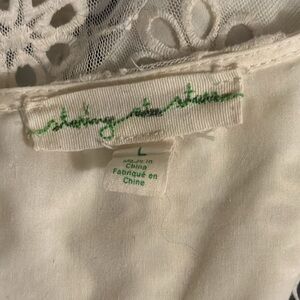 staring at stars
L
Made in
China
Fabriqué en
Chine